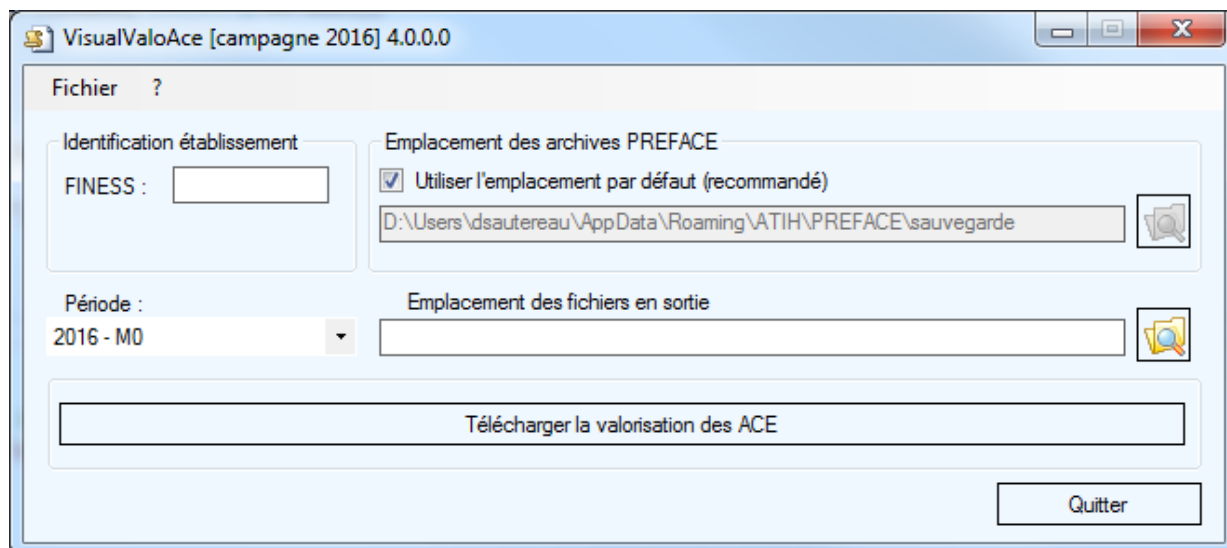 VisualValoAce [campagne 2016] 4.0.0.0
Fichier ?
Identification établissement
FINESS :
Emplacement des archives PREFACE
Utiliser l'emplacement par défaut (recommandé)
D:\Users\dsautereau\AppData\Roaming\ATIH\PREFACE\sauvegarde
Période :
2016 - M0
Emplacement des fichiers en sortie
Télécharger la valorisation des ACE
Quitter